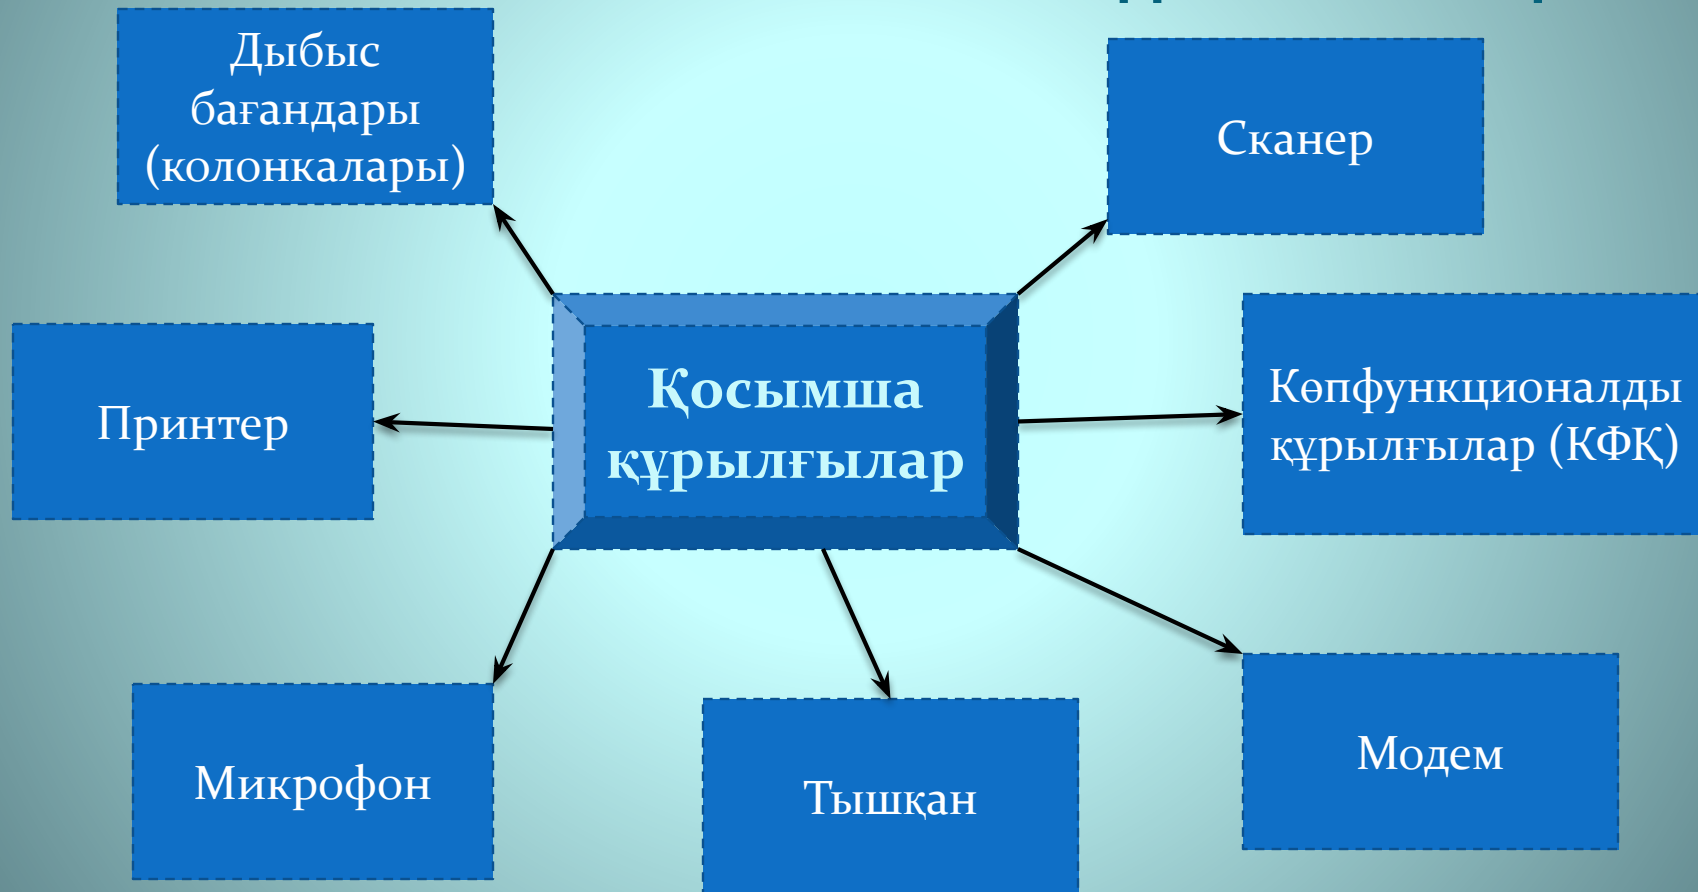 Дыбыс
бағандары
(колонкалары)
Сканер
Принтер
Қосымша
құрылғылар
Көпфункционалды
құрылғылар (КФҚ)
Микрофон
Тышқан
Модем